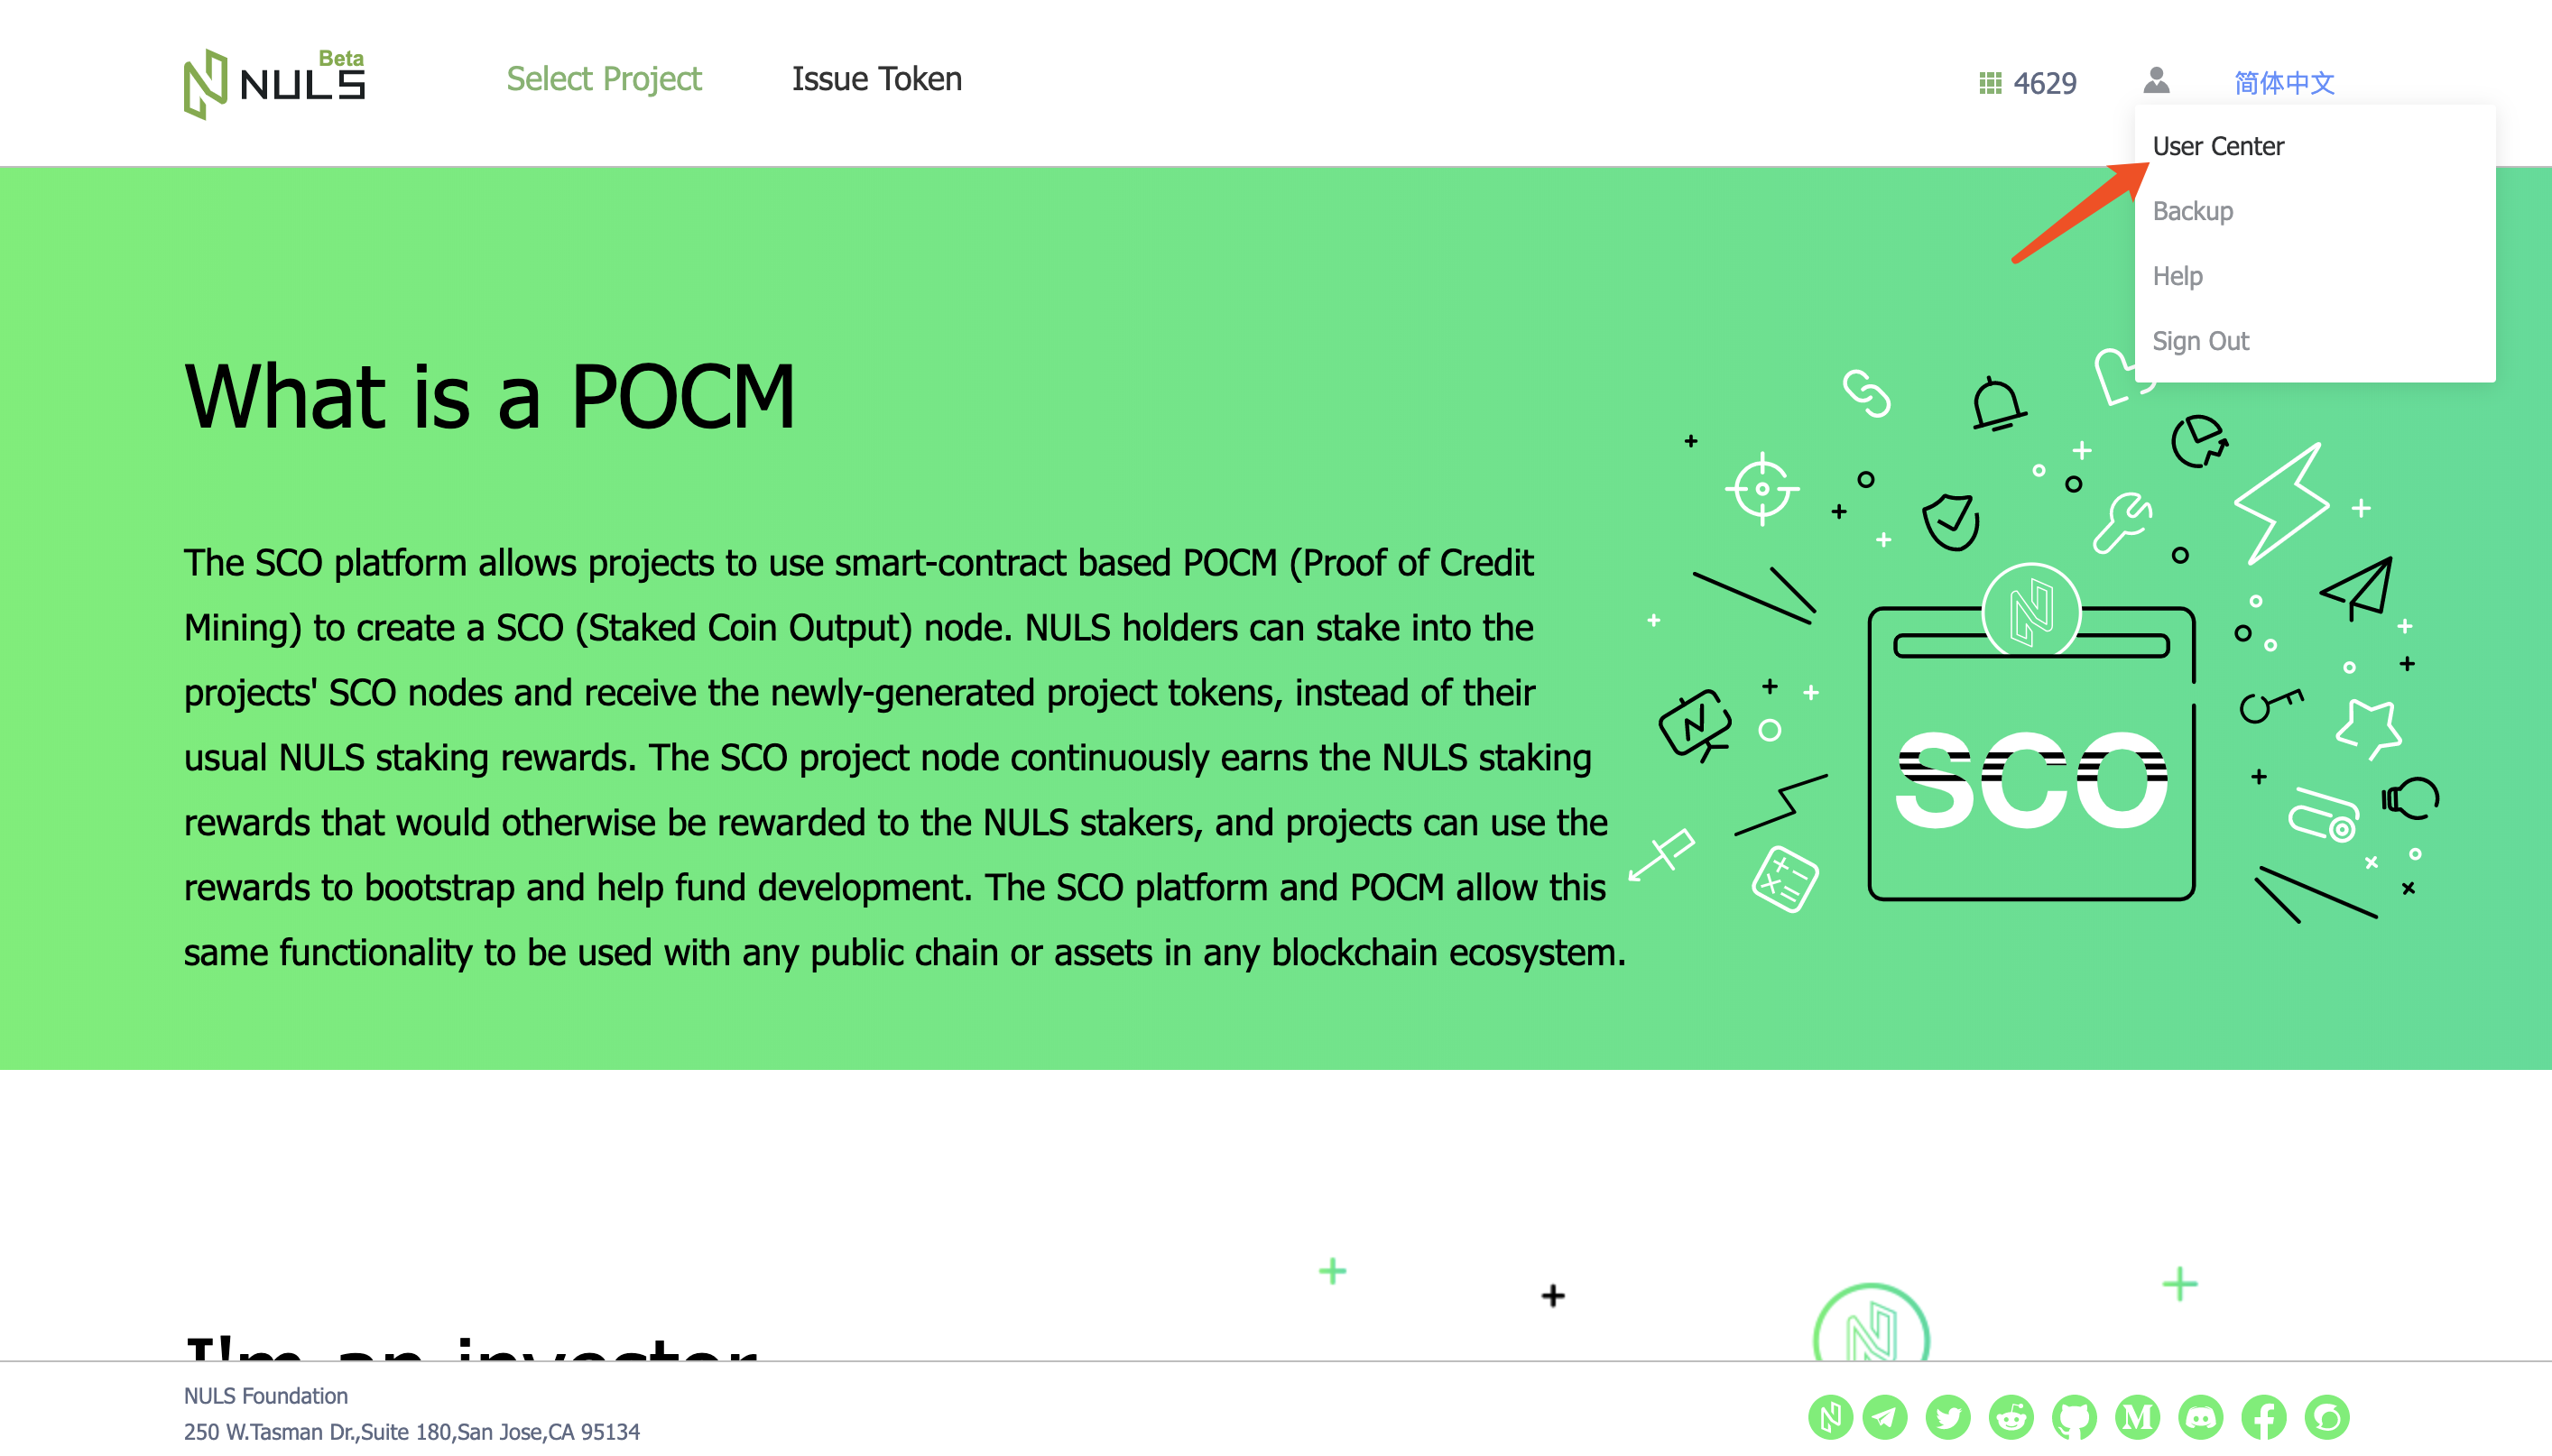 Beta
NULS
Select Project
Issue Token
4629
简体中文
User Center
Backup
Help
Sign Out
What is a POCM
The SCO platform allows projects to use smart-contract based POCM (Proof of Credit
Mining) to create a SCO (Staked Coin Output) node. NULS holders can stake into the
projects' SCO nodes and receive the newly-generated project tokens, instead of their
usual NULS staking rewards. The SCO project node continuously earns the NULS staking
rewards that would otherwise be rewarded to the NULS stakers, and projects can use the
rewards to bootstrap and help fund development. The SCO platform and POCM allow this
same functionality to be used with any public chain or assets in any blockchain ecosystem.
SCO
I'm an investor
NULS Foundation
250 W.Tasman Dr.,Suite 180,San Jose,CA 95134